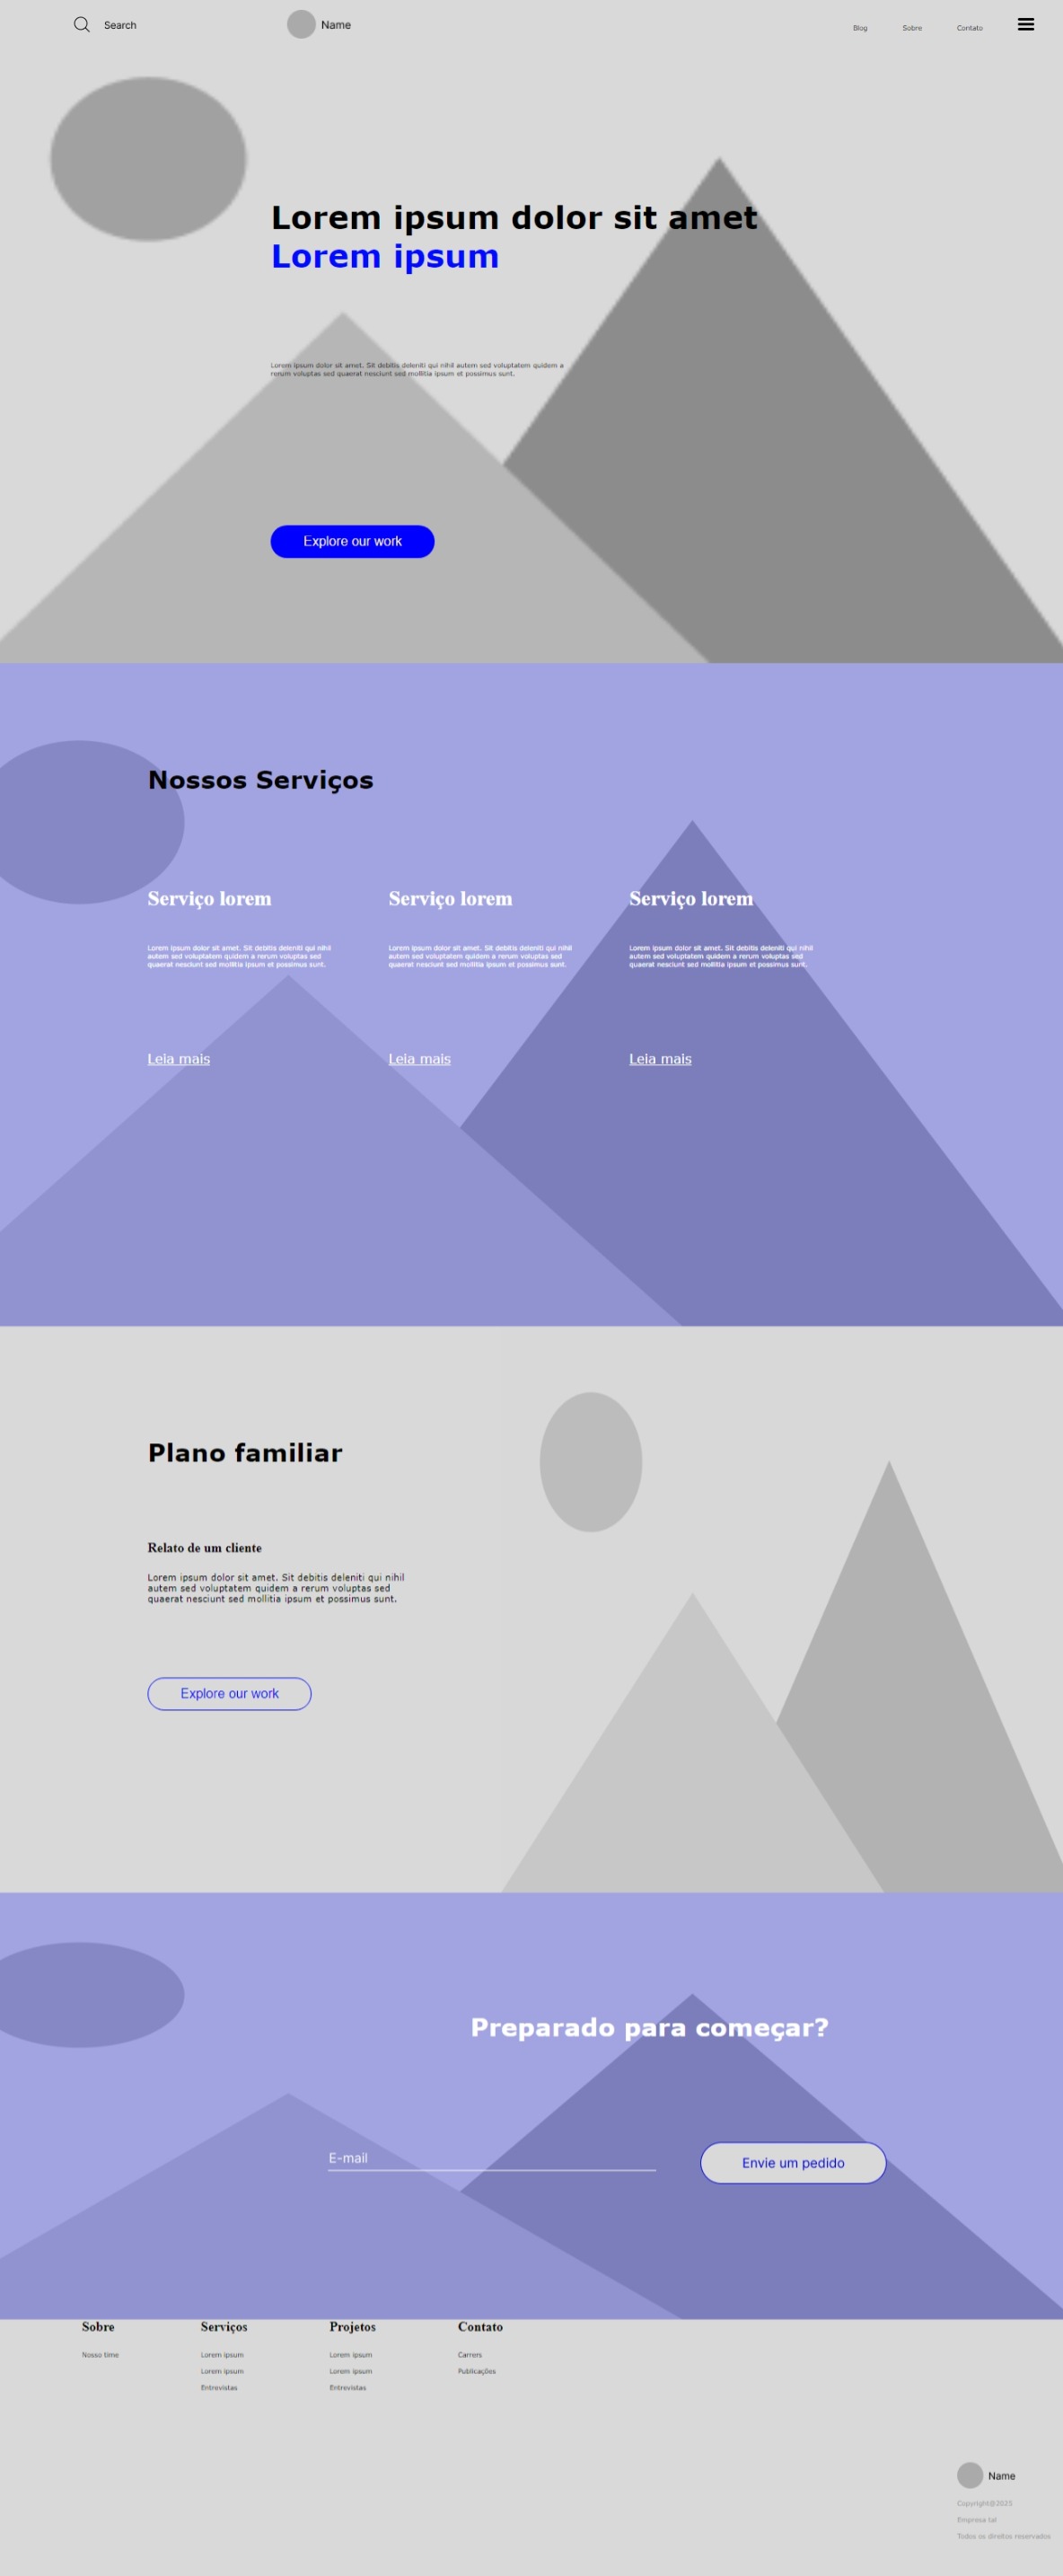 Search
Name
Blog
Sobre
Contato
Lorem ipsum dolor sit amet
Lorem ipsum
Lorem ipsum dolor sit amet. Sit debitis deleniti qui nihil autem sed voluptatem quidem a
rerum voluptas sed quaerat nesciunt sed mollitia ipsum et possimus sunt.
Explore our work
Nossos Serviços
Serviço lorem
Lorem ipsum dolor sit amet. Sit debitis deleniti qui nihil
autem sed voluptatem quidem a rerum voluptas sed
quaerat nesciunt sed mollitia ipsum et possimus sunt.
Leia mais
Serviço lorem
Lorem ipsum dolor sit amet. Sit debitis deleniti qui nihil
autem sed voluptatem quidem a rerum voluptas sed
quaerat nesciunt sed mollitia ipsum et possimus sunt.
Leia mais
Serviço lorem
Lorem ipsum dolor sit amet. Sit debitis deleniti qui nihil
autem sed voluptatem quidem a rerum voluptas sed
quaerat nesciunt sed mollitia ipsum et possimus sunt.
Leia mais
Plano familiar
Relato de um cliente
Lorem ipsum dolor sit amet. Sit debitis deleniti qui nihil
autem sed voluptatem quidem a rerum voluptas sed
quaerat nesciunt sed mollitia ipsum et possimus sunt.
Explore our work
Preparado para começar?
E-mail
Envie um pedido
Sobre
Nosso time
Serviços
Lorem ipsum
Lorem ipsum
Entrevistas
Projetos
Lorem ipsum
Lorem ipsum
Entrevistas
Contato
Carrers
Publicações
Name
Copyright@2025
Empresa tal
Todos os direitos reservados